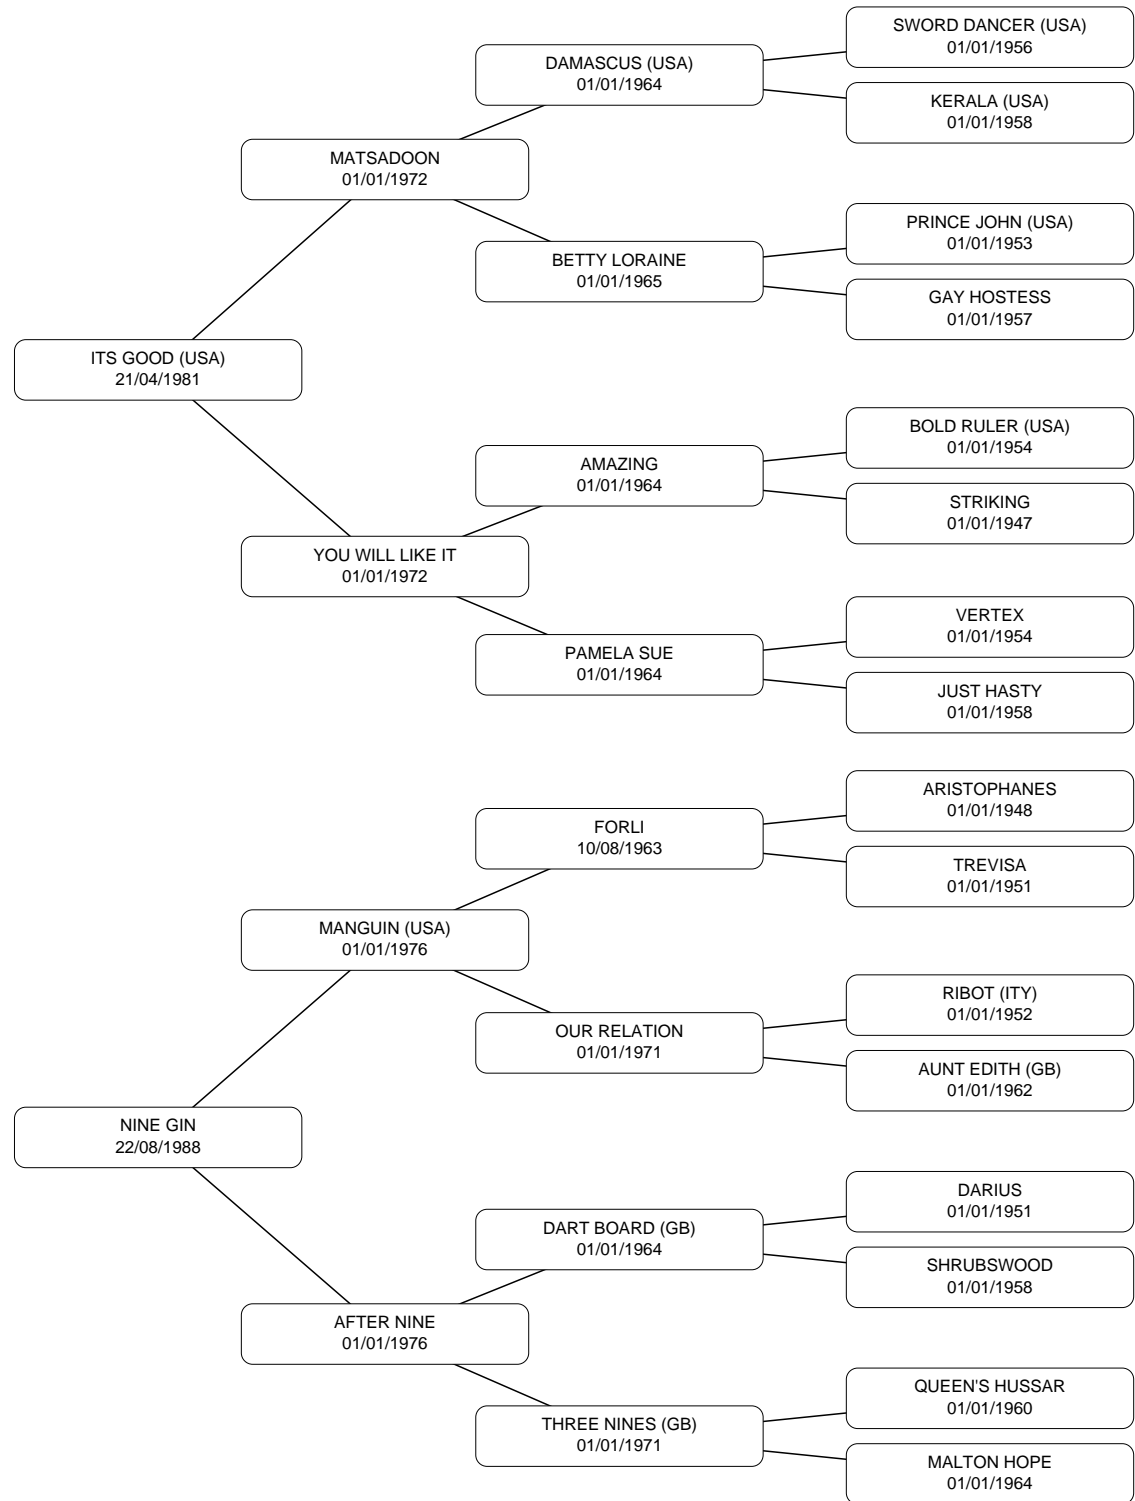 SWORD DANCER (USA)
01/01/1956
DAMASCUS (USA)
01/01/1964
KERALA (USA)
01/01/1958
MATSADOON
01/01/1972
PRINCE JOHN (USA)
01/01/1953
BETTY LORAINE
01/01/1965
GAY HOSTESS
01/01/1957
ITS GOOD (USA)
21/04/1981
BOLD RULER (USA)
01/01/1954
AMAZING
01/01/1964
STRIKING
01/01/1947
YOU WILL LIKE IT
01/01/1972
VERTEX
01/01/1954
PAMELA SUE
01/01/1964
JUST HASTY
01/01/1958
ARISTOPHANES
01/01/1948
FORLI
10/08/1963
TREVISA
01/01/1951
MANGUIN (USA)
01/01/1976
RIBOT (ITY)
01/01/1952
OUR RELATION
01/01/1971
AUNT EDITH (GB)
01/01/1962
NINE GIN
22/08/1988
DARIUS
01/01/1951
DART BOARD (GB)
01/01/1964
SHRUBSWOOD
01/01/1958
AFTER NINE
01/01/1976
QUEEN'S HUSSAR
01/01/1960
THREE NINES (GB)
01/01/1971
MALTON HOPE
01/01/1964